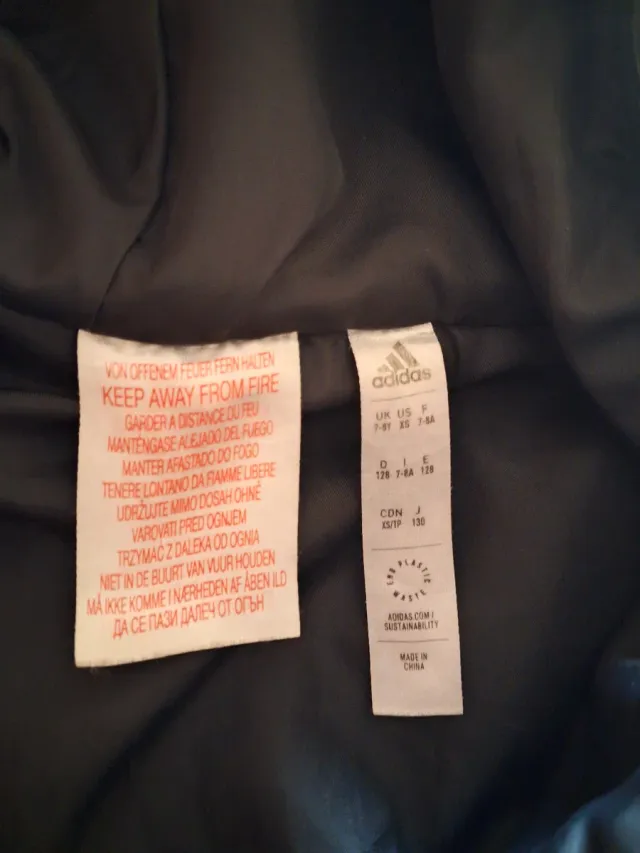 VON OFFENEM FEUER FERN HALTEN
KEEP AWAY FROM FIRE
GARDER A DISTANCE DU FEU
MANTÉNGASE ALEJADO DEL FUEGO
MANTER AFASTADO DO FOGO
TENERE LONTANO DA FIAMME LIBERE
UDRŽUJTE MIMO DOSAH OHNĚ
VAROVATI PRED OGNJEM
TRZYMAĆ Z DALEKA OD OGNIA
NIET IN DE BUURT VAN VUUR HOUDEN
MÅ IKKE KOMME I NÆRHEDEN AF ÅBEN ILD
ДА СЕ ПАЗИ ДАЛЕЧ ОТ ОГЪН
adidas
UK US F
7-8Y XS 7-8A
D I E
128 7-8A 128
CDN J
XS/TP 130
END PLASTIC WASTE
ADIDAS.COM/
SUSTAINABILITY
MADE IN
CHINA